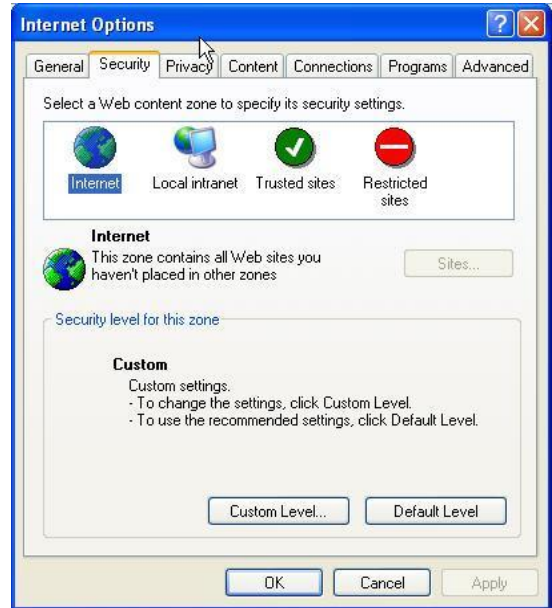 Internet Options
General Security Privacy Content Connections Programs Advanced
Select a Web content zone to specify its security settings.
Internet Local intranet Trusted sites Restricted
sites
Internet
This zone contains all Web sites you
haven't placed in other zones
Sites...
Security level for this zone
Custom
Custom settings.
- To change the settings, click Custom Level.
- To use the recommended settings, click Default Level.
Custom Level... Default Level
OK Cancel Apply